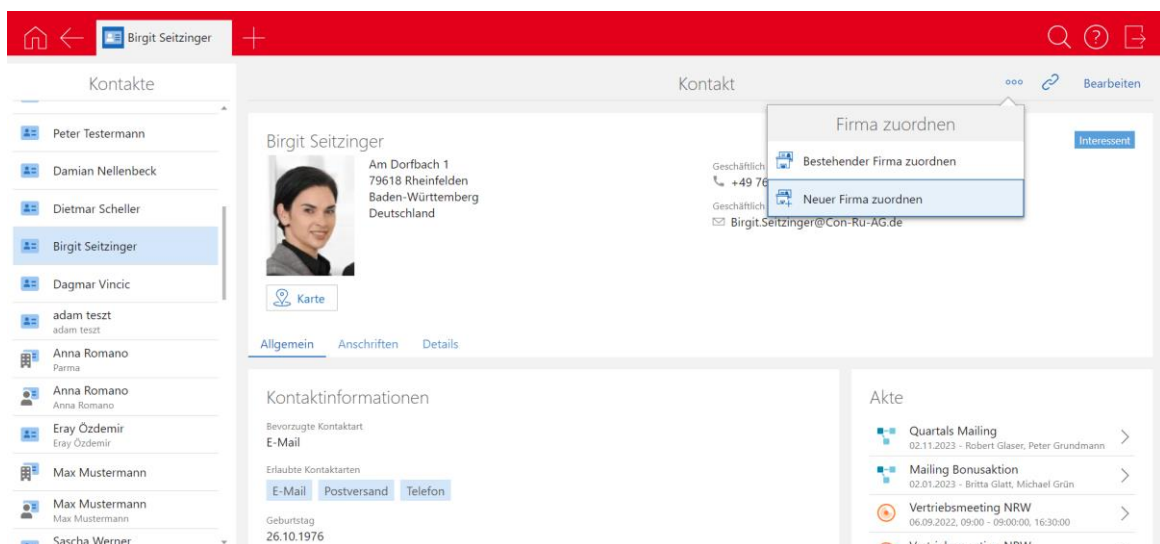 Birgit Seitzinger
Kontakte
Kontakt
Bearbeiten
Peter Testermann
Damian Nellenbeck
Dietmar Scheller
Birgit Seitzinger
Dagmar Vincic
adam teszt
adam teszt
Anna Romano
Parma
Anna Romano
Anna Romano
Eray Özdemir
Eray Özdemir
Max Mustermann
Max Mustermann
Max Mustermann
Sascha Werner
Birgit Seitzinger
Am Dorfbach 1
79618 Rheinfelden
Baden-Württemberg
Deutschland
Karte
Geschäftlich
+49 76
Geschäftlich
Birgit.Seitzinger@Con-Ru-AG.de
Firma zuordnen
Bestehender Firma zuordnen
Neuer Firma zuordnen
Interessent
Allgemein Anschriften Details
Kontaktinformationen
Bevorzugte Kontaktart
E-Mail
Erlaubte Kontaktarten
E-Mail Postversand Telefon
Geburtstag
26.10.1976
Akte
Quartals Mailing
02.11.2023 - Robert Glaser, Peter Grundmann
Mailing Bonusaktion
02.01.2023 - Britta Glatt, Michael Grün
Vertriebsmeeting NRW
06.09.2022, 09:00 - 09:00:00, 16:30:00